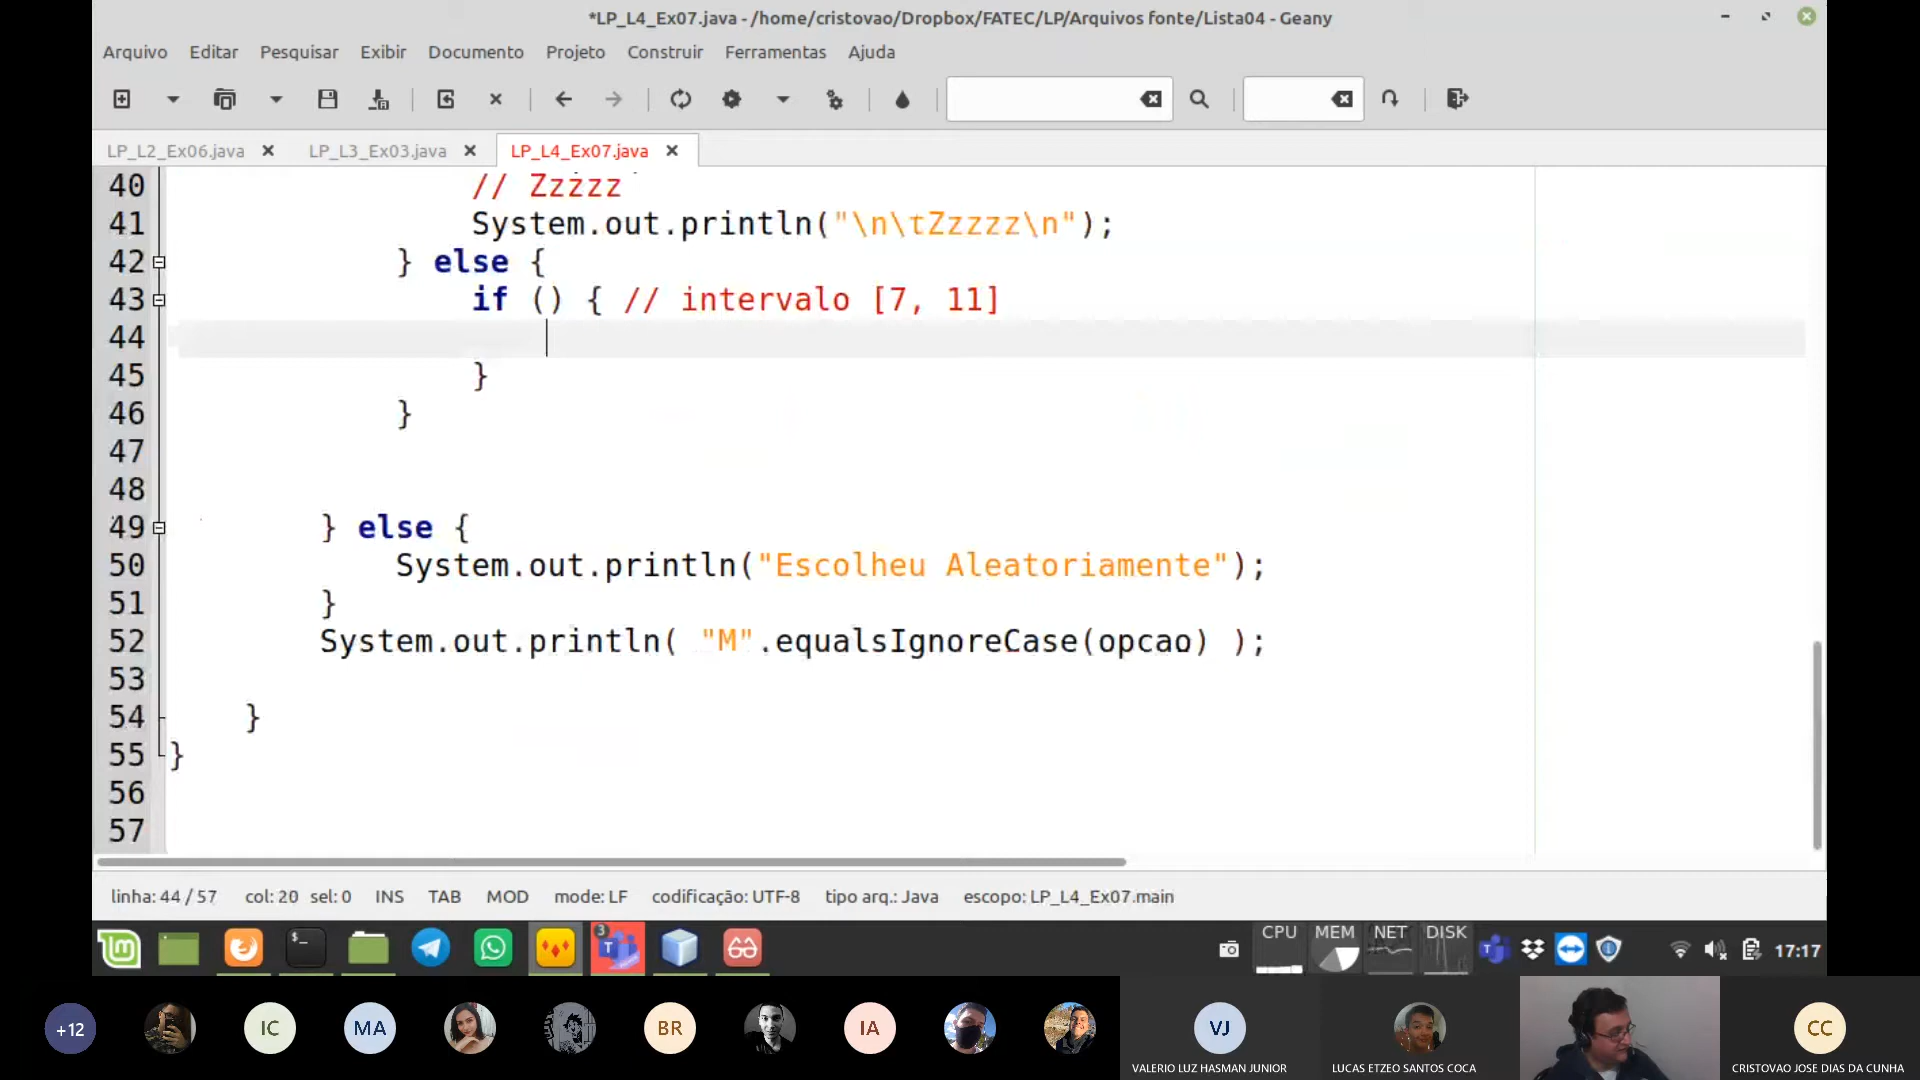 *LP_L4_Ex07.java - /home/cristovao/Dropbox/FATEC/LP/Arquivos fonte/Lista04 - Geany
Arquivo Editar Pesquisar Exibir Documento Projeto Construir Ferramentas Ajuda
LP_L2_Ex06.java LP_L3_Ex03.java LP_L4_Ex07.java
40 // Zzzzz
41 System.out.println("\n\tZzzzz\n");
42 } else {
43 if () { // intervalo [7, 11]
44
45 }
46 }
47
48
49 } else {
50 System.out.println("Escolheu Aleatoriamente");
51 }
52 System.out.println( "M".equalsIgnoreCase(opcao) );
53
54 }
55 }
56
57
linha: 44 / 57 col: 20 sel: 0 INS TAB MOD mode: LF codificação: UTF-8 tipo arq.: Java escopo: LP_L4_Ex07.main
3 CPU MEM NET DISK 17:17
+12 IC MA BR IA VJ CC
VALERIO LUZ HASMAN JUNIOR LUCAS ETZEO SANTOS COCA CRISTOVAO JOSE DIAS DA CUNHA